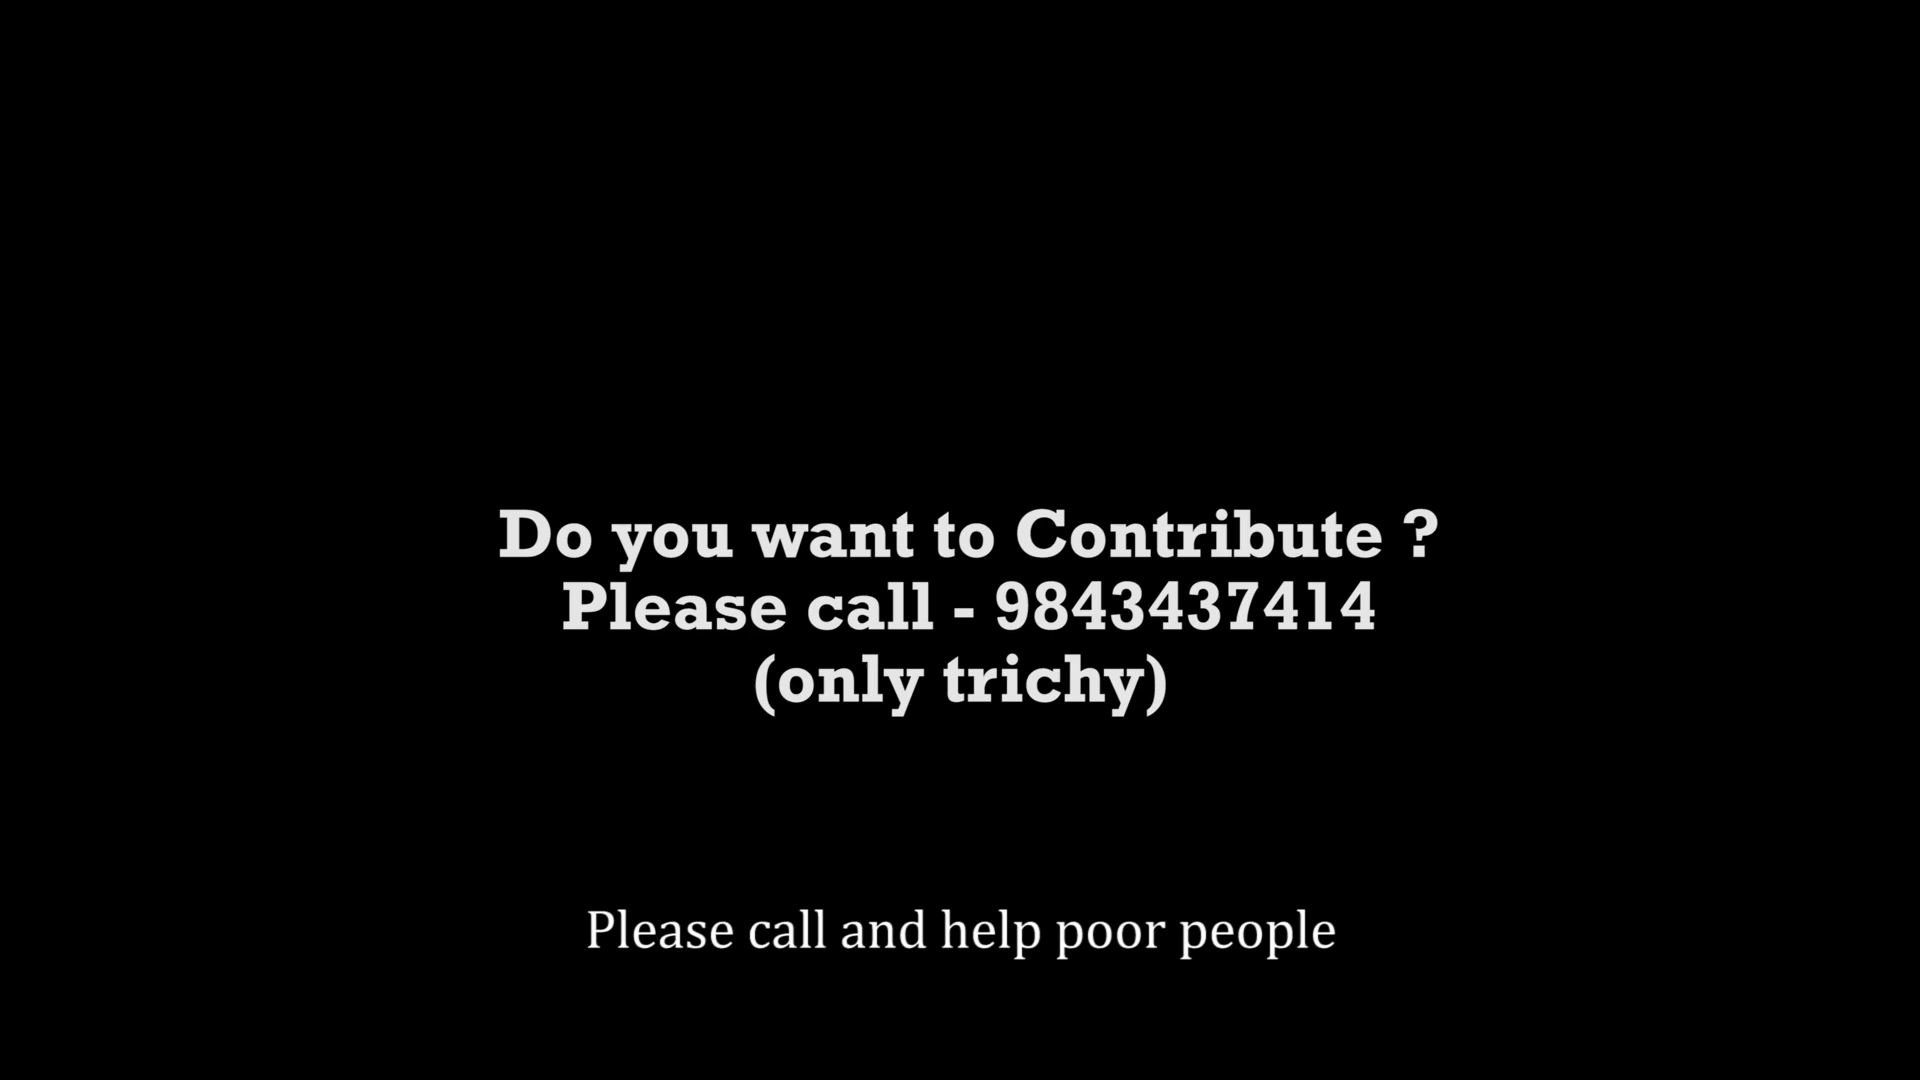 Do you want to Contribute ?
Please call - 9843437414
(only trichy)
Please call and help poor people